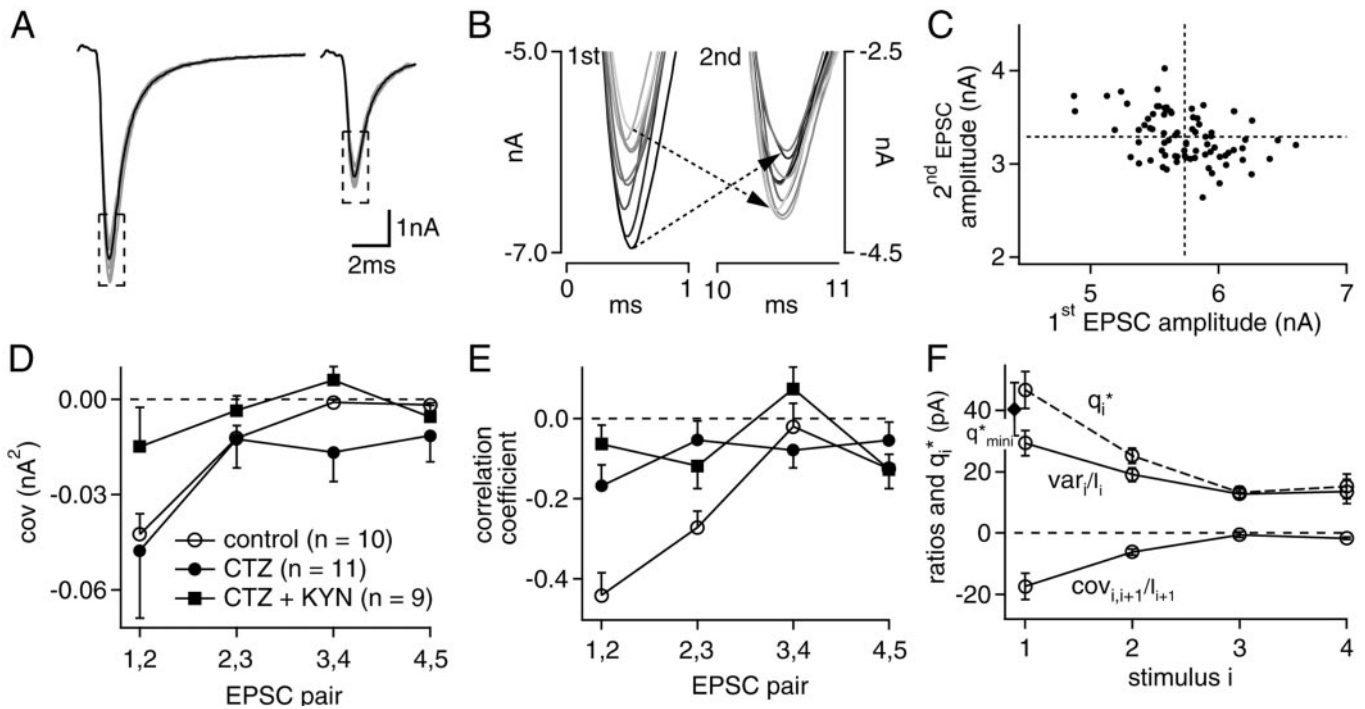 A
1nA
2ms
B
-5.0
1st
2nd
-2.5
nA
nA
-7.0
-4.5
0
ms
1
10
ms
11
C
4
3
2
2nd EPSC
amplitude (nA)
5
6
7
1st EPSC amplitude (nA)
D
0.00
-0.03
-0.06
cov (nA²)
control (n = 10)
CTZ (n = 11)
CTZ + KYN (n = 9)
1,2
2,3
3,4
4,5
EPSC pair
E
0.0
-0.2
-0.4
correlation
coefficient
1,2
2,3
3,4
4,5
EPSC pair
F
40
20
0
-20
ratios and qi* (pA)
q*mini
qi*
vari/Ii
covi,i+1/Ii+1
1
2
3
4
stimulus i